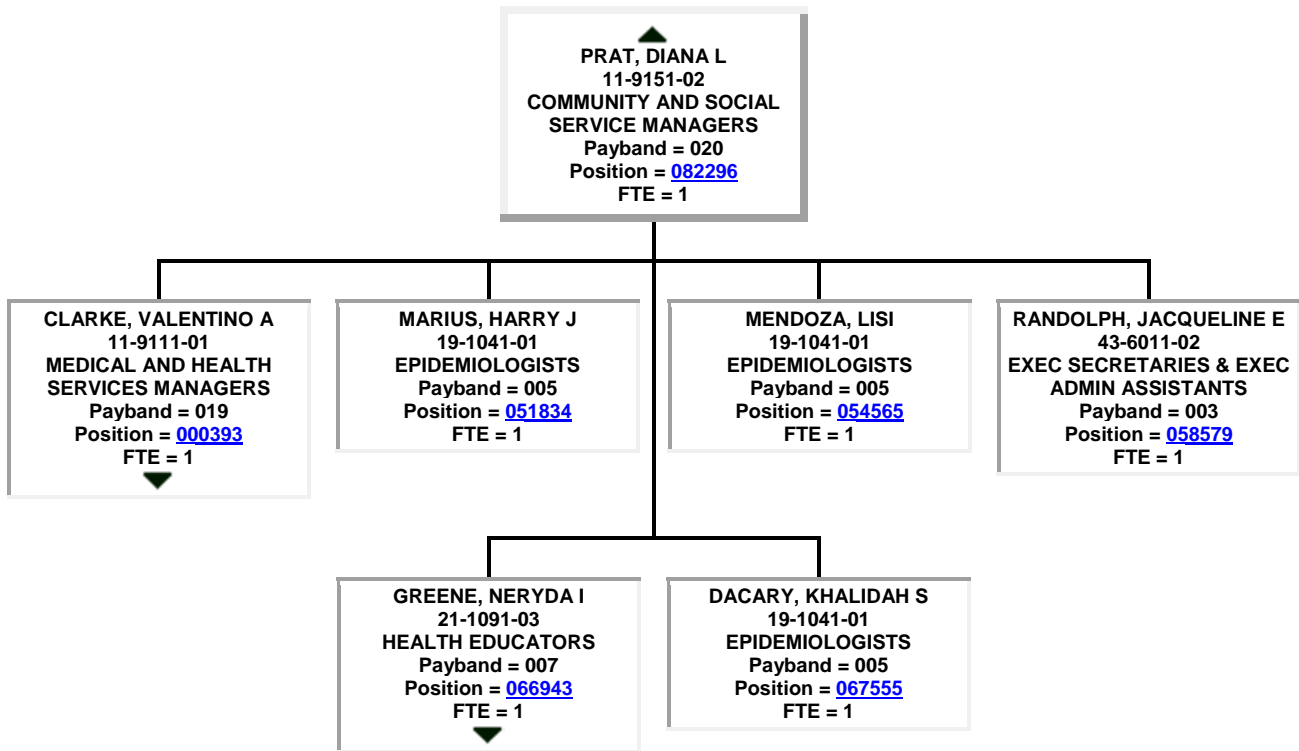 PRAT, DIANA L
11-9151-02
COMMUNITY AND SOCIAL
SERVICE MANAGERS
Payband = 020
Position = 082296
FTE = 1
CLARKE, VALENTINO A
11-9111-01
MEDICAL AND HEALTH
SERVICES MANAGERS
Payband = 019
Position = 000393
FTE = 1
MARIUS, HARRY J
19-1041-01
EPIDEMIOLOGISTS
Payband = 005
Position = 051834
FTE = 1
MENDOZA, LISI
19-1041-01
EPIDEMIOLOGISTS
Payband = 005
Position = 054565
FTE = 1
RANDOLPH, JACQUELINE E
43-6011-02
EXEC SECRETARIES & EXEC
ADMIN ASSISTANTS
Payband = 003
Position = 058579
FTE = 1
GREENE, NERYDA I
21-1091-03
HEALTH EDUCATORS
Payband = 007
Position = 066943
FTE = 1
DACARY, KHALIDAH S
19-1041-01
EPIDEMIOLOGISTS
Payband = 005
Position = 067555
FTE = 1